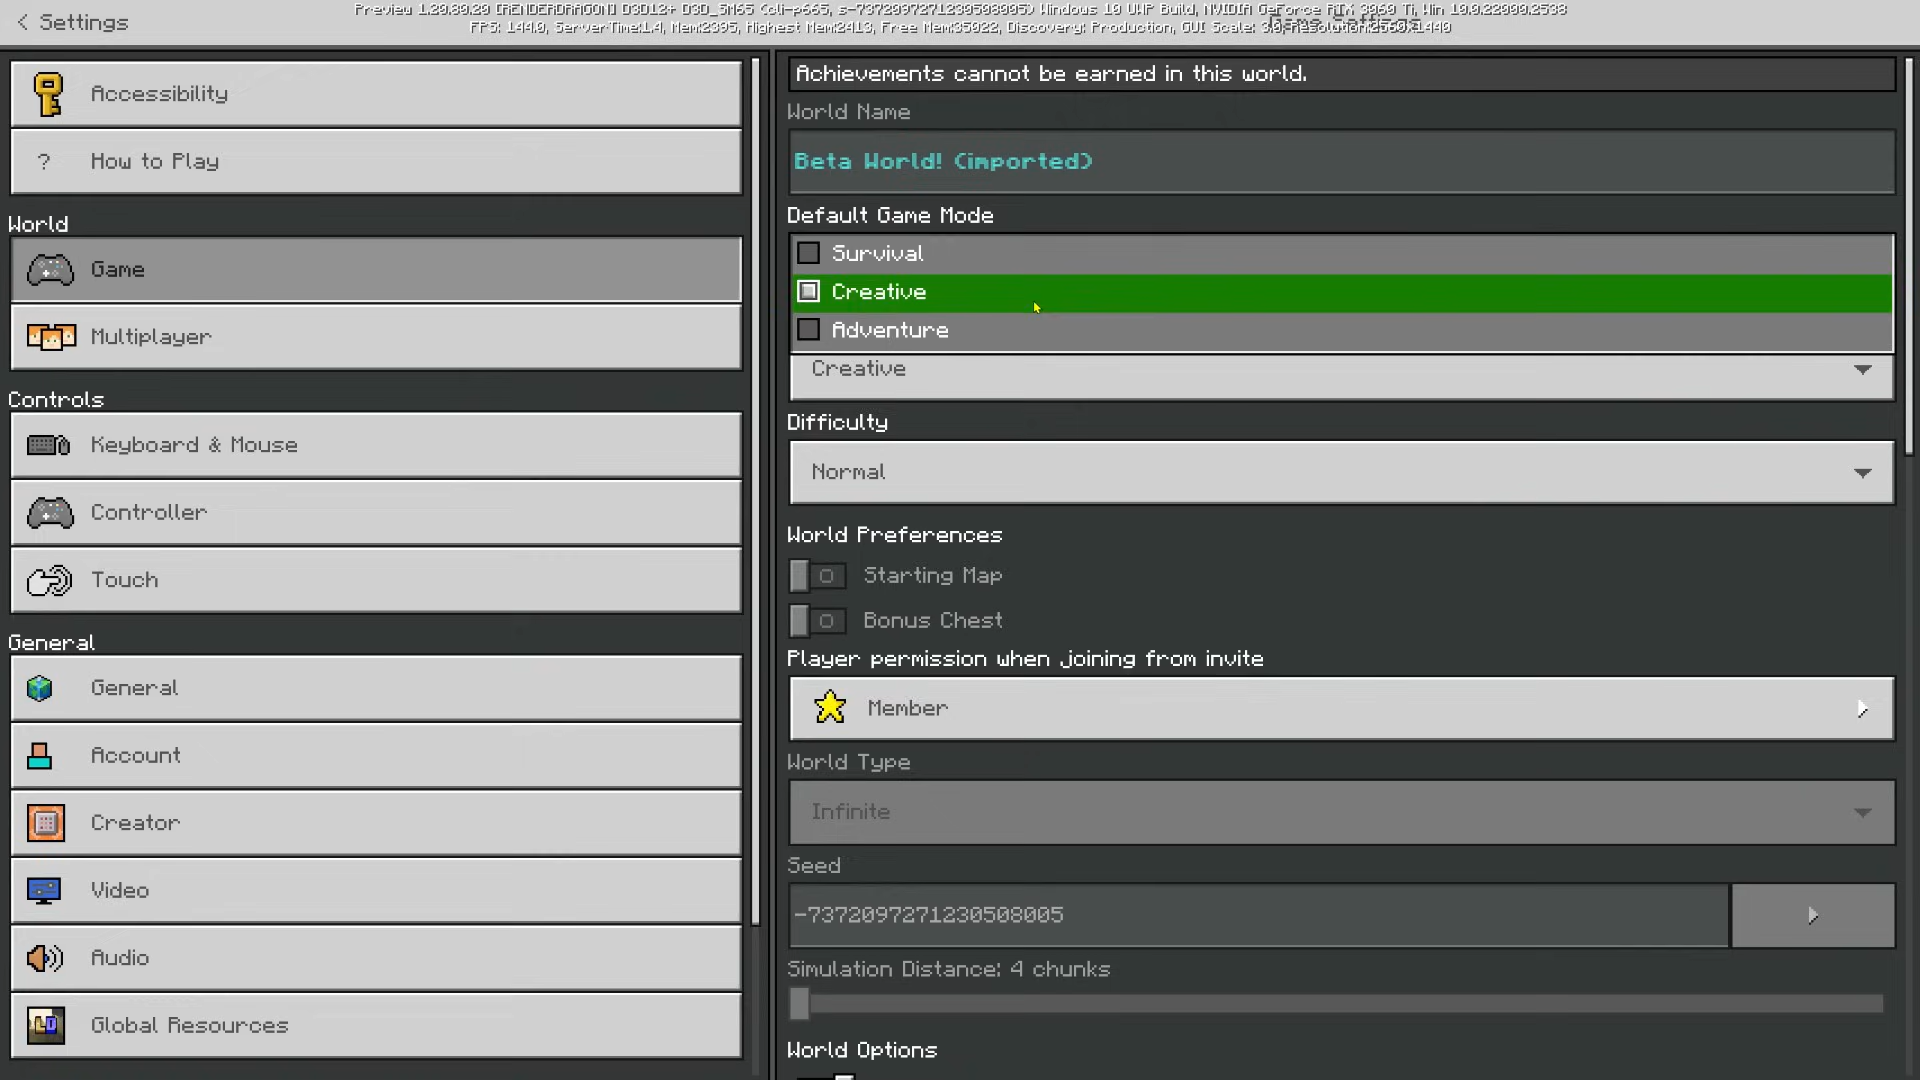 Settings
Achievements cannot be earned in this world.
Accessibility
How to Play
World
Game
Multiplayer
Controls
Keyboard & Mouse
Controller
Touch
General
General
Account
Creator
Video
Audio
Global Resources
World Name
Beta World! (imported)
Default Game Mode
Survival
Creative
Adventure
Creative
Difficulty
Normal
World Preferences
Starting Map
Bonus Chest
Player permission when joining from invite
Member
World Type
Infinite
Seed
-7372097271230508005
Simulation Distance: 4 chunks
World Options